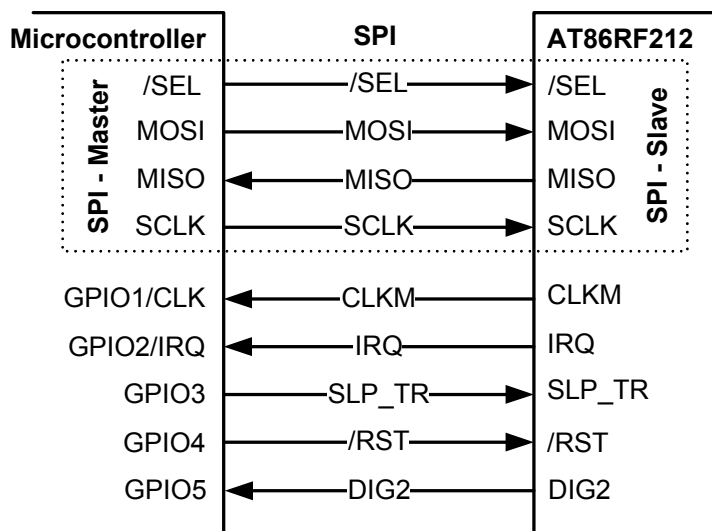 Microcontroller SPI AT86RF212
/SEL /SEL /SEL
MOSI MOSI MOSI
MISO MISO MISO
SCLK SCLK SCLK
SPI - Master
SPI - Slave
GPIO1/CLK CLKM CLKM
GPIO2/IRQ IRQ IRQ
GPIO3 SLP_TR SLP_TR
GPIO4 /RST /RST
GPIO5 DIG2 DIG2